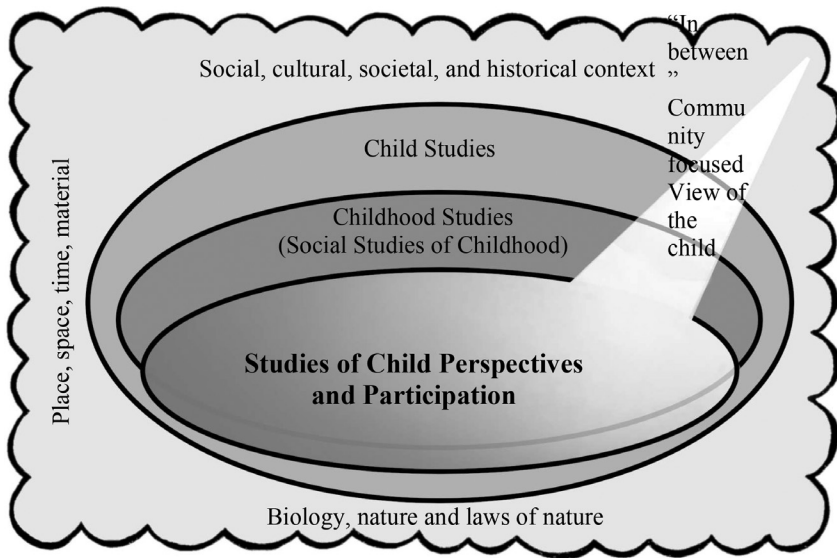 Social, cultural, societal, and historical context
“In
between
”
Commu
nity
focused
View of
the
child
Child Studies
Childhood Studies
(Social Studies of Childhood)
Place, space, time, material
Studies of Child Perspectives
and Participation
Biology, nature and laws of nature